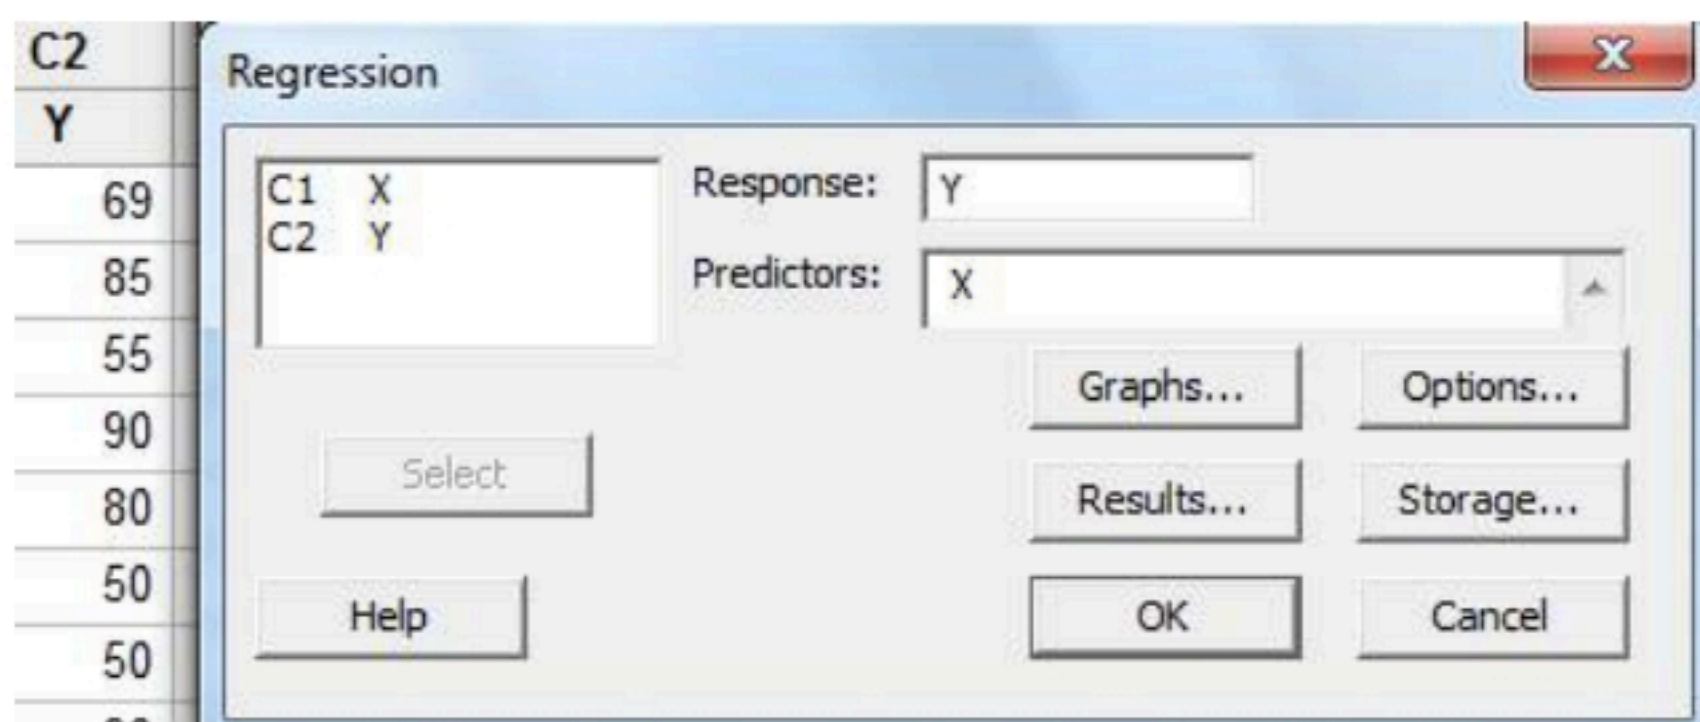 C2
Y
69
85
55
90
80
50
50
Regression
C1 X
C2 Y
Response: Y
Predictors: X
Graphs... Options...
Select
Results... Storage...
Help OK Cancel